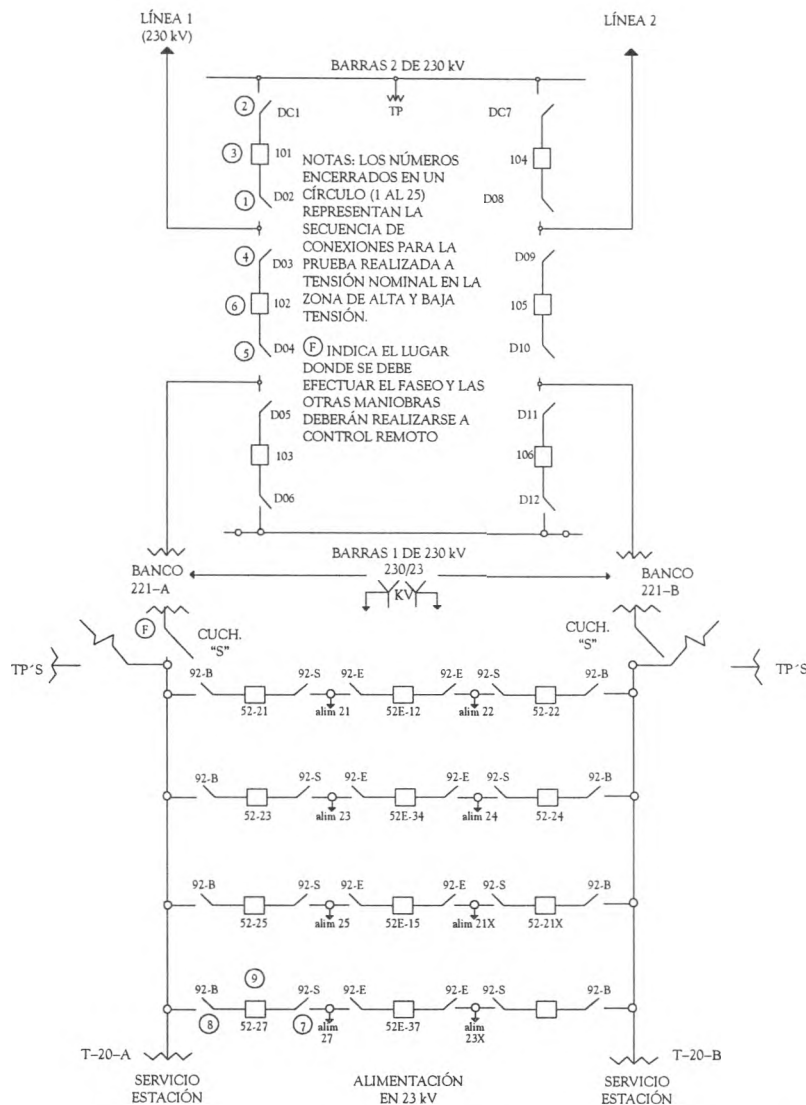 LÍNEA 1
(230 kV)
LÍNEA 2
BARRAS 2 DE 230 kV
TP
2
DC1
DC7
3
101
104
NOTAS: LOS NÚMEROS
ENCERRADOS EN UN
CÍRCULO (1 AL 25)
REPRESENTAN LA
SECUENCIA DE
CONEXIONES PARA LA
PRUEBA REALIZADA A
TENSIÓN NOMINAL EN LA
ZONA DE ALTA Y BAJA
TENSIÓN.
1
D02
D08
4
D03
D09
6
102
105
5
D04
D10
F INDICA EL LUGAR
DONDE SE DEBE
EFECTUAR EL FASEO Y LAS
OTRAS MANIOBRAS
DEBERÁN REALIZARSE A
CONTROL REMOTO
D05
D11
103
106
D06
D12
BARRAS 1 DE 230 kV
230/23
KV
BANCO
221–A
BANCO
221–B
F
CUCH.
"S"
CUCH.
"S"
TP´S
TP´S
92-B 92-S 92-E 92-E 92-S 92-B
52-21 alim 21 52E-12 alim 22 52-22
92-B 92-S 92-E 92-E 92-S 92-B
52-23 alim 23 52E-34 alim 24 52-24
92-B 92-S 92-E 92-E 92-S 92-B
52-25 alim 25 52E-15 alim 21X 52-21X
9
92-B 92-S 92-E 92-E 92-S 92-B
8 52-27 7 alim 27 52E-37 alim 23X
T–20–A
T–20–B
SERVICIO
ESTACIÓN
ALIMENTACIÓN
EN 23 kV
SERVICIO
ESTACIÓN